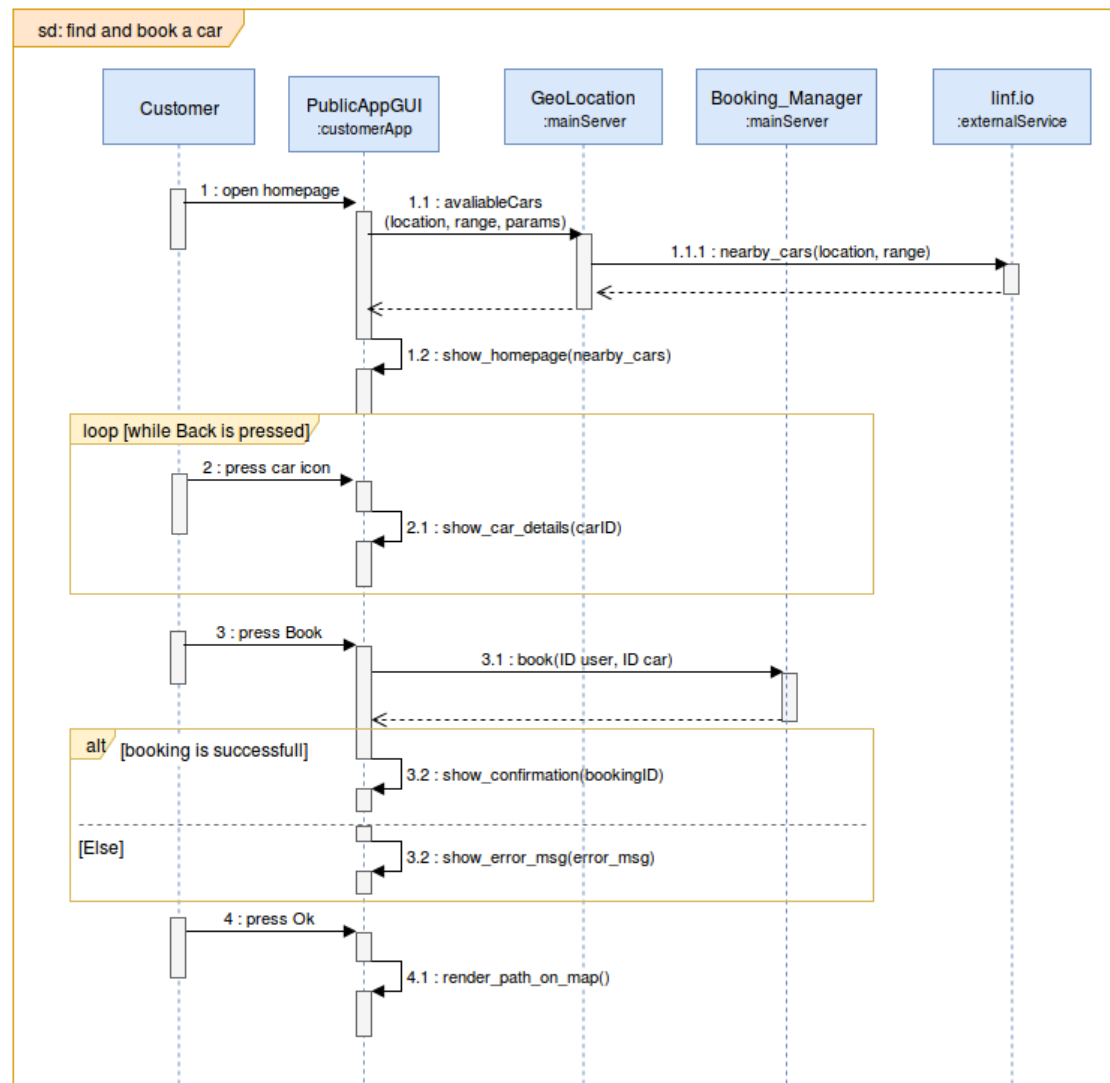 sd: find and book a car
Customer
PublicAppGUI
:customerApp
GeoLocation
:mainServer
Booking_Manager
:mainServer
linf.io
:externalService
1 : open homepage
1.1 : avaliableCars
(location, range, params)
1.1.1 : nearby_cars(location, range)
1.2 : show_homepage(nearby_cars)
loop [while Back is pressed]
2 : press car icon
2.1 : show_car_details(carID)
3 : press Book
3.1 : book(ID user, ID car)
alt
[booking is successfull]
3.2 : show_confirmation(bookingID)
[Else]
3.2 : show_error_msg(error_msg)
4 : press Ok
4.1 : render_path_on_map()